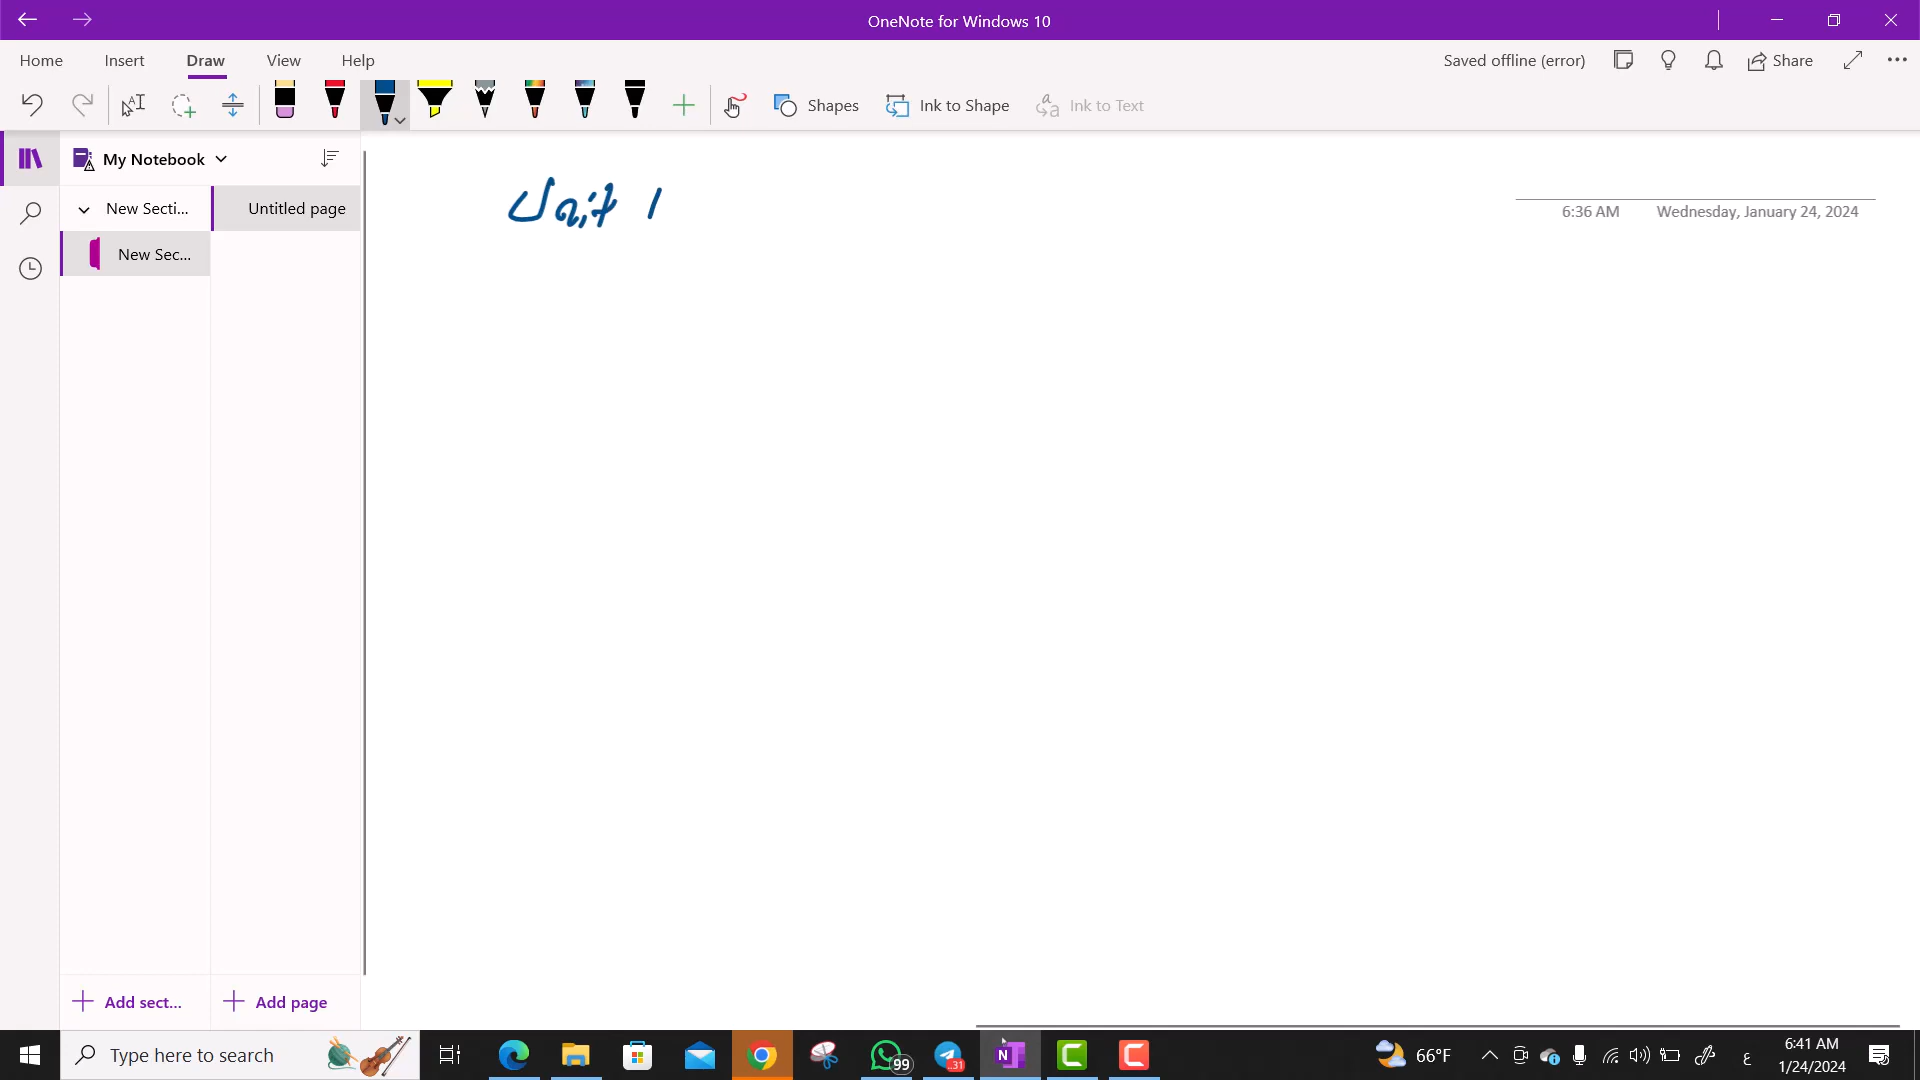 OneNote for Windows 10
Home Insert Draw View Help Saved offline (error) Share
Shapes Ink to Shape Ink to Text
My Notebook
New Secti... Untitled page
New Sec...
Unit 1
6:36 AM Wednesday, January 24, 2024
Add sect... Add page
Type here to search 99 31 66°F ع 6:41 AM
1/24/2024